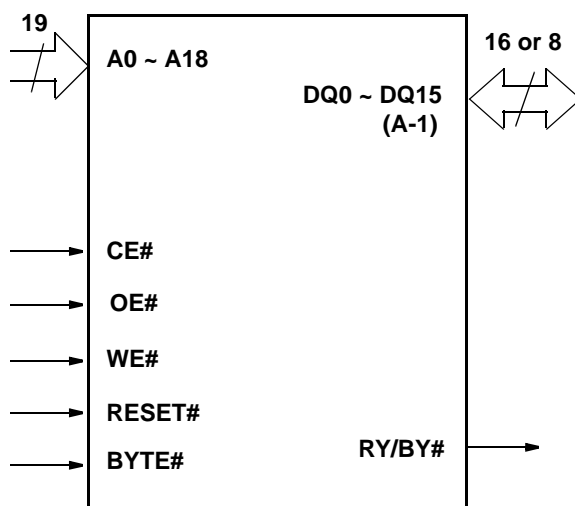 19
16 or 8
A0 ~ A18
DQ0 ~ DQ15
(A-1)
CE#
OE#
WE#
RESET#
RY/BY#
BYTE#